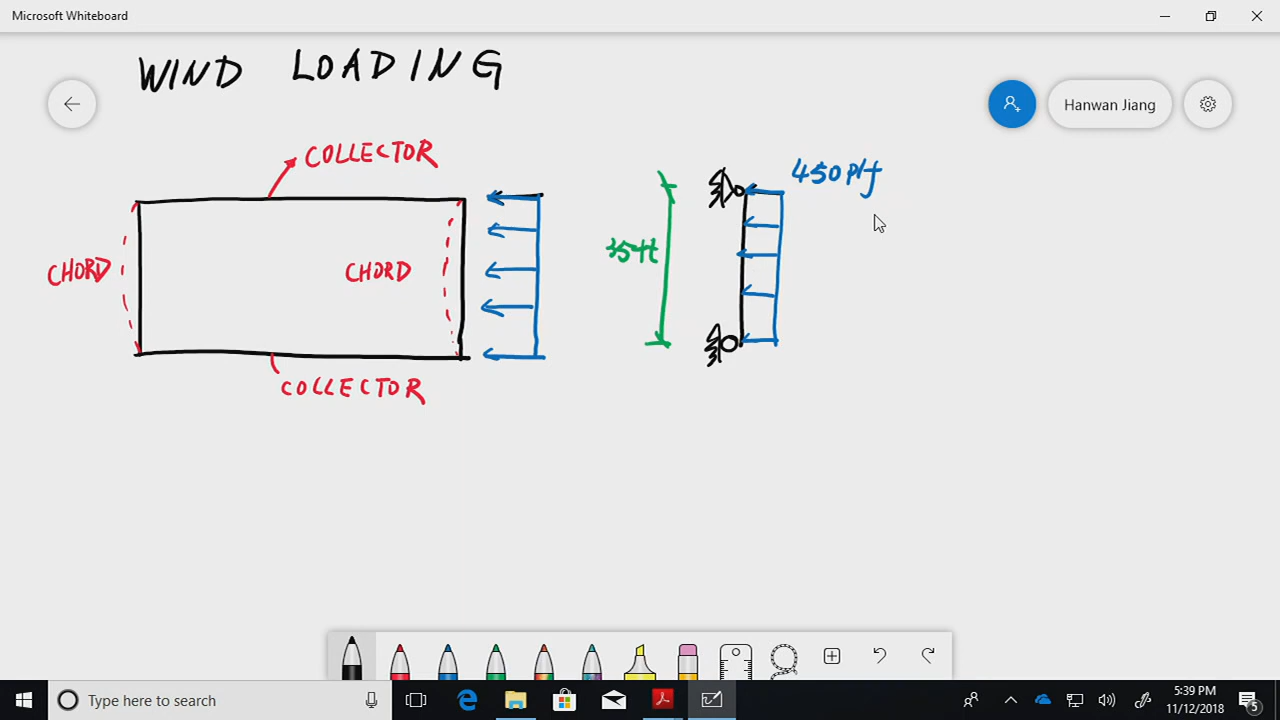 Microsoft Whiteboard
WIND LOADING
Hanwan Jiang
COLLECTOR
450 plf
35ft
CHORD
CHORD
COLLECTOR
Type here to search
5:39 PM
11/12/2018
5